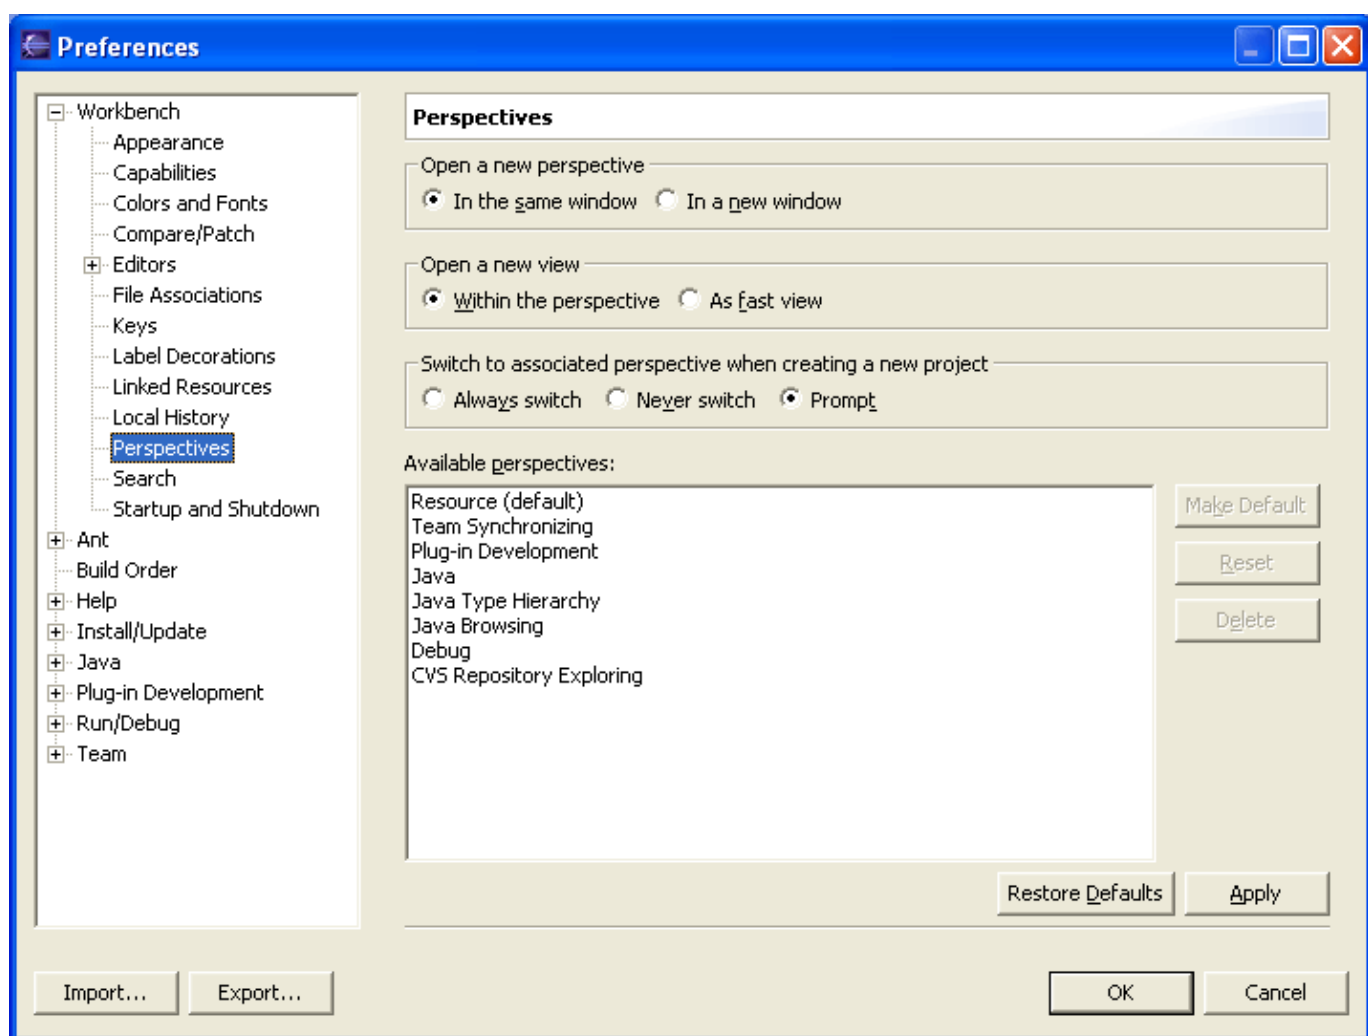 Preferences
Workbench
Appearance
Capabilities
Colors and Fonts
Compare/Patch
Editors
File Associations
Keys
Label Decorations
Linked Resources
Local History
Perspectives
Search
Startup and Shutdown
Ant
Build Order
Help
Install/Update
Java
Plug-in Development
Run/Debug
Team
Perspectives
Open a new perspective
In the same window In a new window
Open a new view
Within the perspective As fast view
Switch to associated perspective when creating a new project
Always switch Never switch Prompt
Available perspectives:
Resource (default)
Team Synchronizing
Plug-in Development
Java
Java Type Hierarchy
Java Browsing
Debug
CVS Repository Exploring
Make Default
Reset
Delete
Restore Defaults Apply
Import... Export... OK Cancel